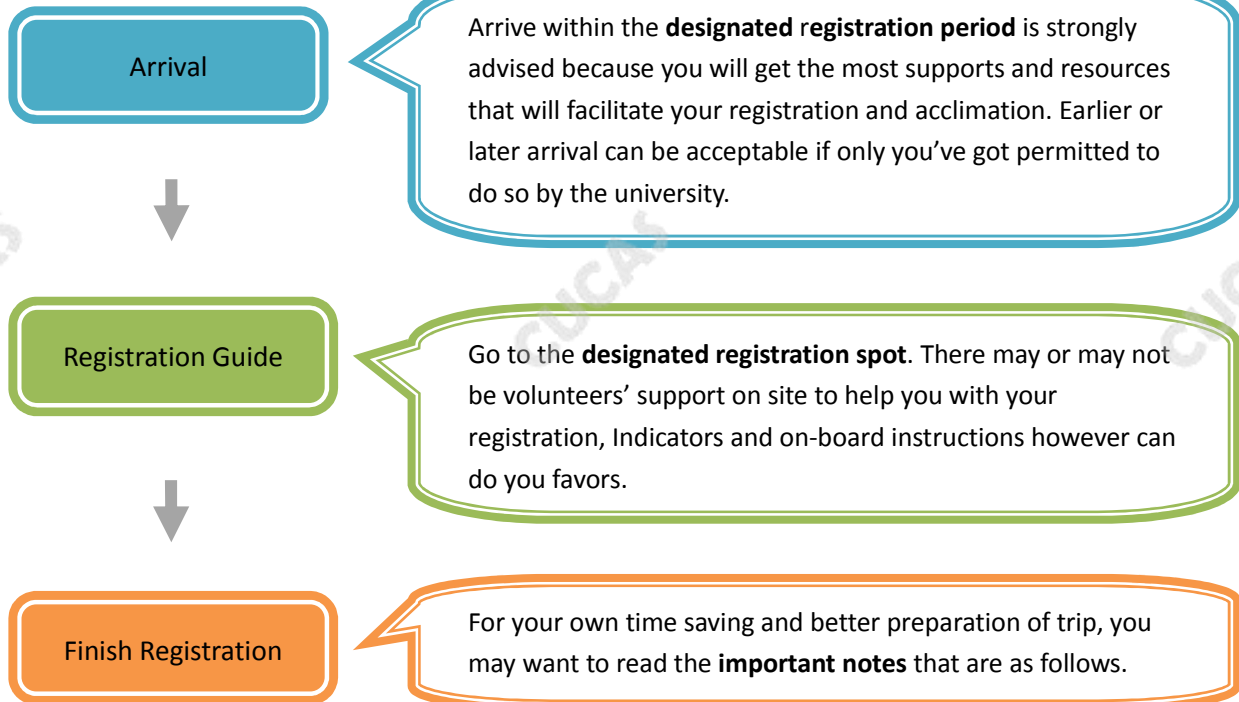 Arrival
Arrive within the designated registration period is strongly
advised because you will get the most supports and resources
that will facilitate your registration and acclimation. Earlier or
later arrival can be acceptable if only you've got permitted to
do so by the university.
CUCAS
Registration Guide
Go to the designated registration spot. There may or may not
be volunteers' support on site to help you with your
registration, Indicators and on-board instructions however can
do you favors.
Finish Registration
For your own time saving and better preparation of trip, you
may want to read the important notes that are as follows.